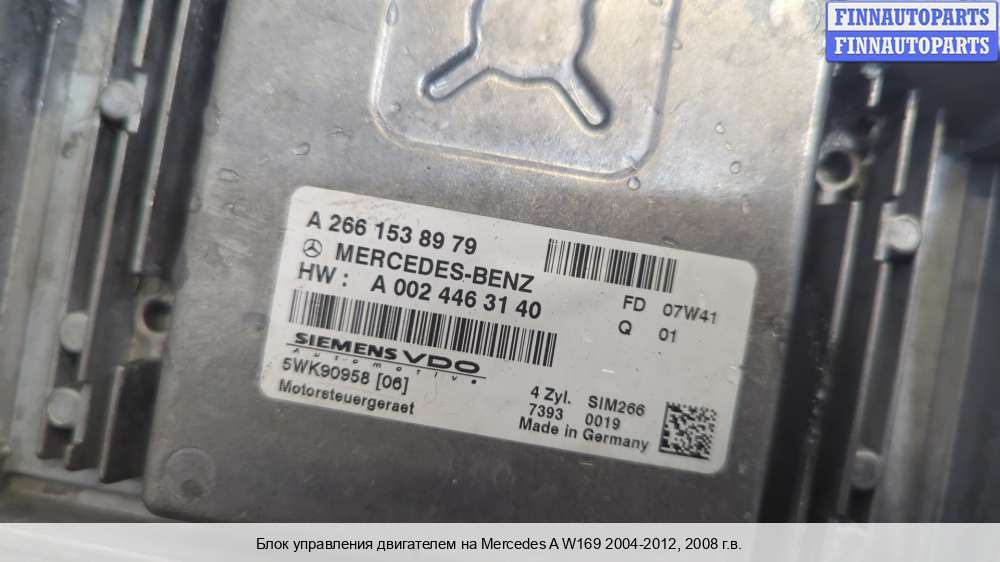 FINNAUTOPARTS
FINNAUTOPARTS
A 266 153 89 79
MERCEDES-BENZ
HW : A 002 446 31 40
FD 07W41
Q 01
SIEMENS VDO
Automotive
5WK90958 [06]
Motorsteuergeraet
4 Zyl. SIM266
7393 0019
Made in Germany
Блок управления двигателем на Mercedes A W169 2004-2012, 2008 г.в.